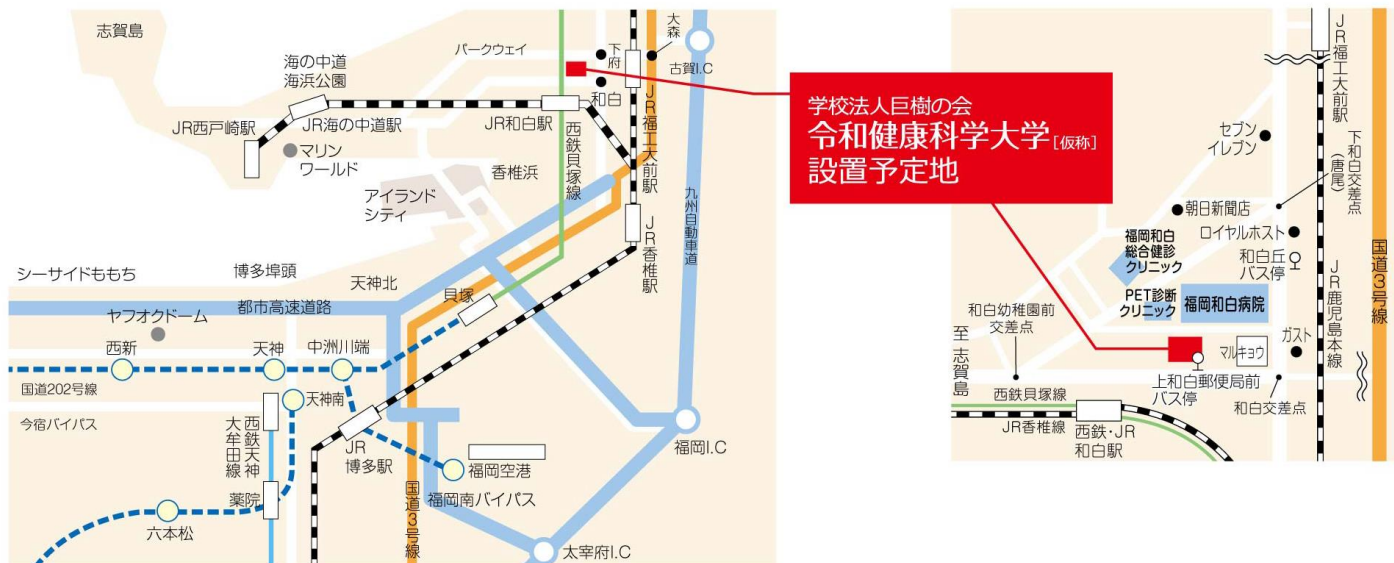 志賀島
海の中道
海浜公園
JR西戸崎駅
JR海の中道駅
マリン
ワールド
パークウェイ
下府
和白
大森
古賀I.C
JR和白駅
西鉄貝塚線
JR福工大前駅
香椎浜
アイランド
シティ
九州自動車道
JR香椎駅
シーサイドももち
博多埠頭
天神北
都市高速道路
貝塚
ヤフオクドーム
西新
天神
中洲川端
国道202号線
天神南
今宿バイパス
西鉄天神
大牟田線
JR
博多駅
福岡空港
福岡I.C
薬院
国道3号線
福岡南バイパス
六本松
太宰府I.C
学校法人巨樹の会
令和健康科学大学[仮称]
設置予定地
JR福工大前駅
セブン
イレブン
下和白交差点
(唐尾)
朝日新聞店
ロイヤルホスト
福岡和白
総合健診
クリニック
和白丘
バス停
国道3号線
PET診断
クリニック
福岡和白病院
JR鹿児島本線
和白幼稚園前
交差点
至 志賀島
マルキョウ
ガスト
上和白郵便局前
バス停
和白交差点
西鉄貝塚線
JR香椎線
西鉄・JR
和白駅